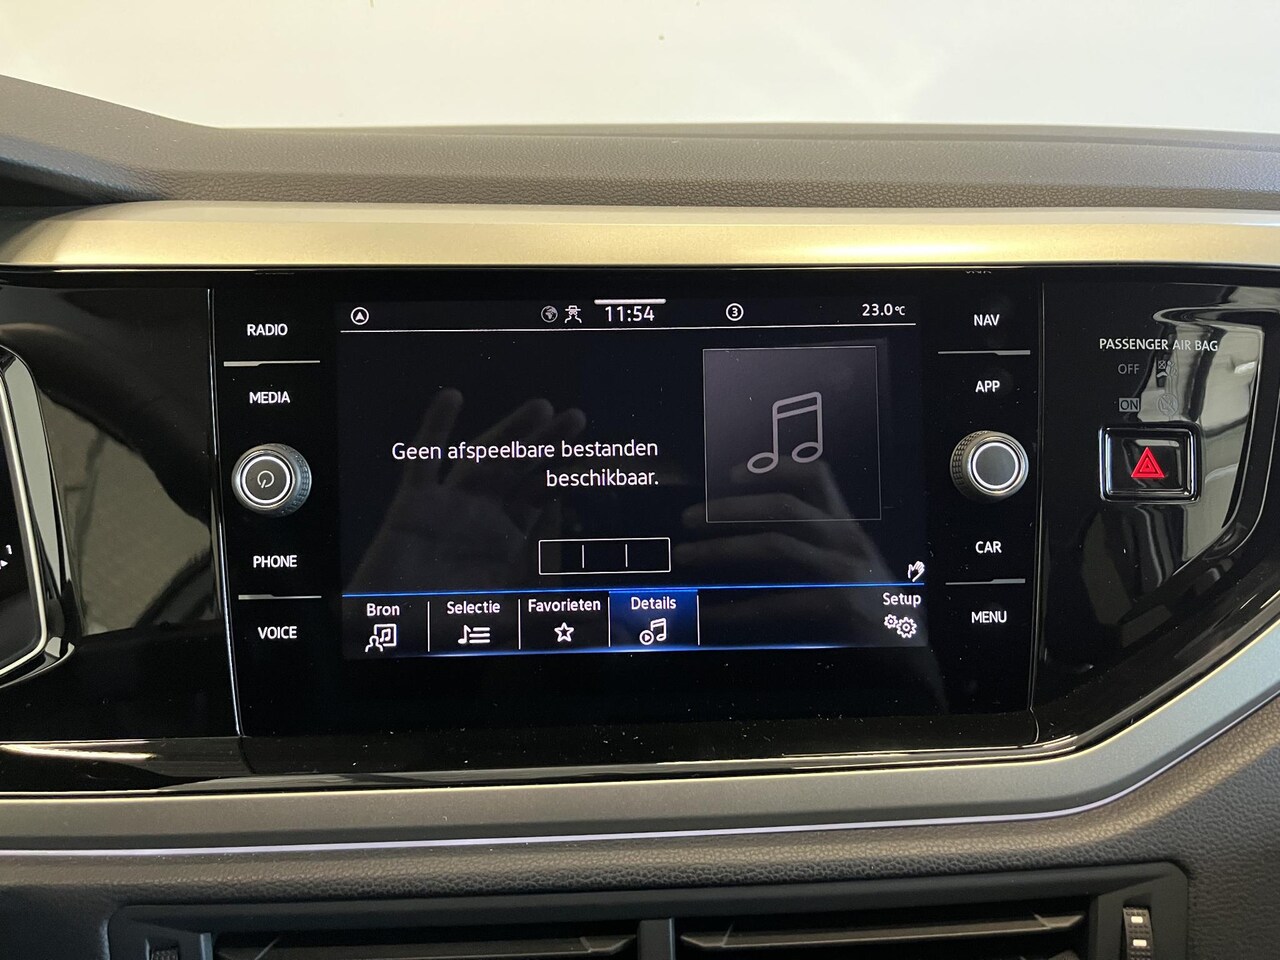 RADIO
MEDIA
PHONE
VOICE
11:54
3
23.0°C
Geen afspeelbare bestanden
beschikbaar.
Bron
Selectie
Favorieten
Details
Setup
NAV
APP
CAR
MENU
PASSENGER AIR BAG
OFF
ON